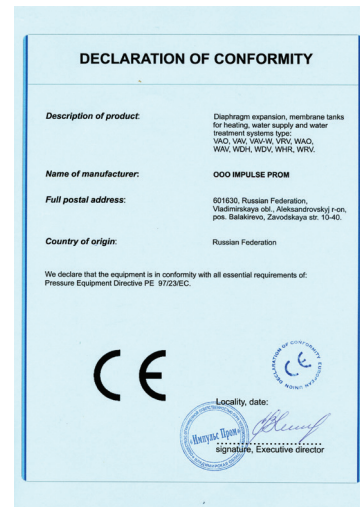 DECLARATION OF CONFORMITY
Description of product:
Diaphragm expansion, membrane tanks
for heating, water supply and water
treatment systems type:
VAO, VAV, VAV-W, VRV, WAO,
WAV, WDH, WDV, WHR, WRV.
Name of manufacturer:
OOO IMPULSE PROM
Full postal address:
601630, Russian Federation,
Vladimirskaya obl., Aleksandrovskyj r-on,
pos. Balakirevo, Zavodskaya str. 10-40.
Country of origin:
Russian Federation
We declare that the equipment is in conformity with all essential requirements of:
Pressure Equipment Directive PE 97/23/EC.
CE
DECLARATION OF CONFORMITY EUROPEAN UNION
CE
Locality, date:
«Импульс Пром»
signature, Executive director